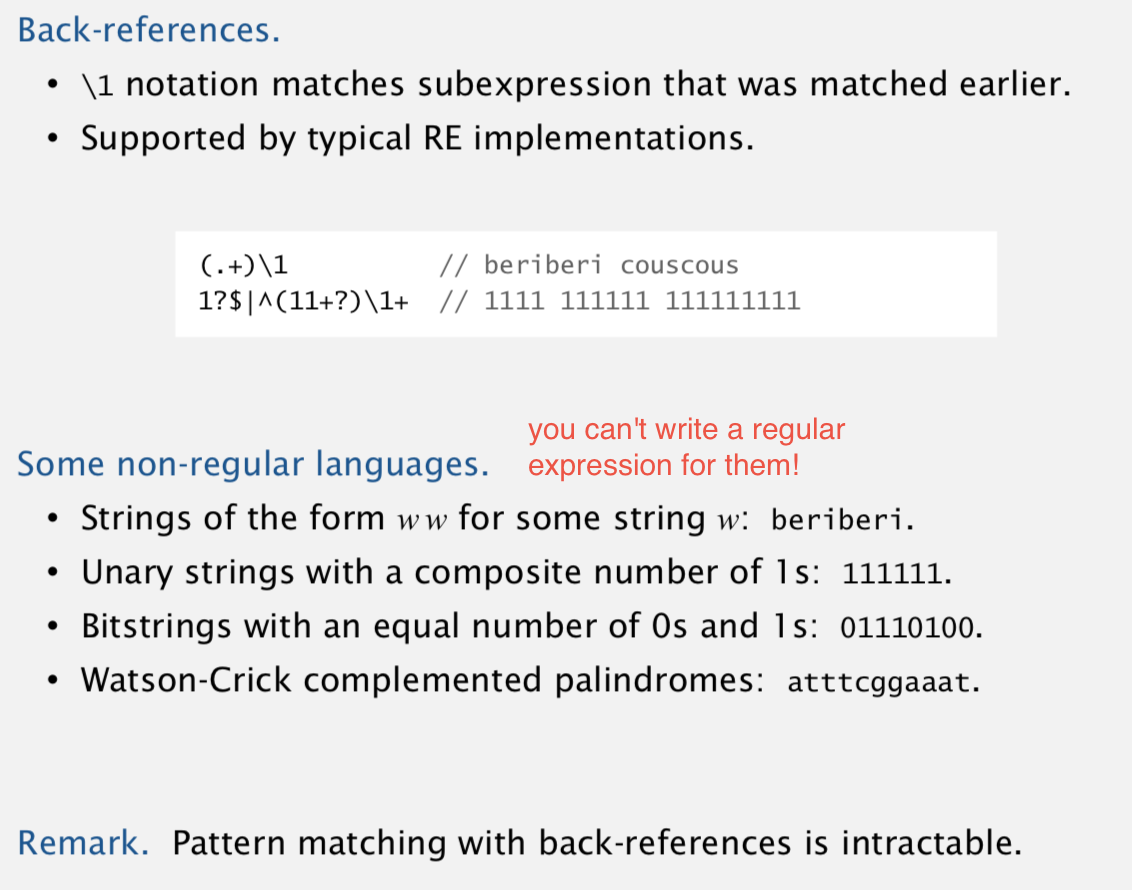 Back-references.
• \1 notation matches subexpression that was matched earlier.
• Supported by typical RE implementations.
(.+)\1 // beriberi couscous
1?$|^(11+?)\1+ // 1111 111111 111111111
you can't write a regular
expression for them!
Some non-regular languages.
• Strings of the form w w for some string w: beriberi.
• Unary strings with a composite number of 1s: 111111.
• Bitstrings with an equal number of 0s and 1s: 01110100.
• Watson-Crick complemented palindromes: atttcggaaat.
Remark. Pattern matching with back-references is intractable.